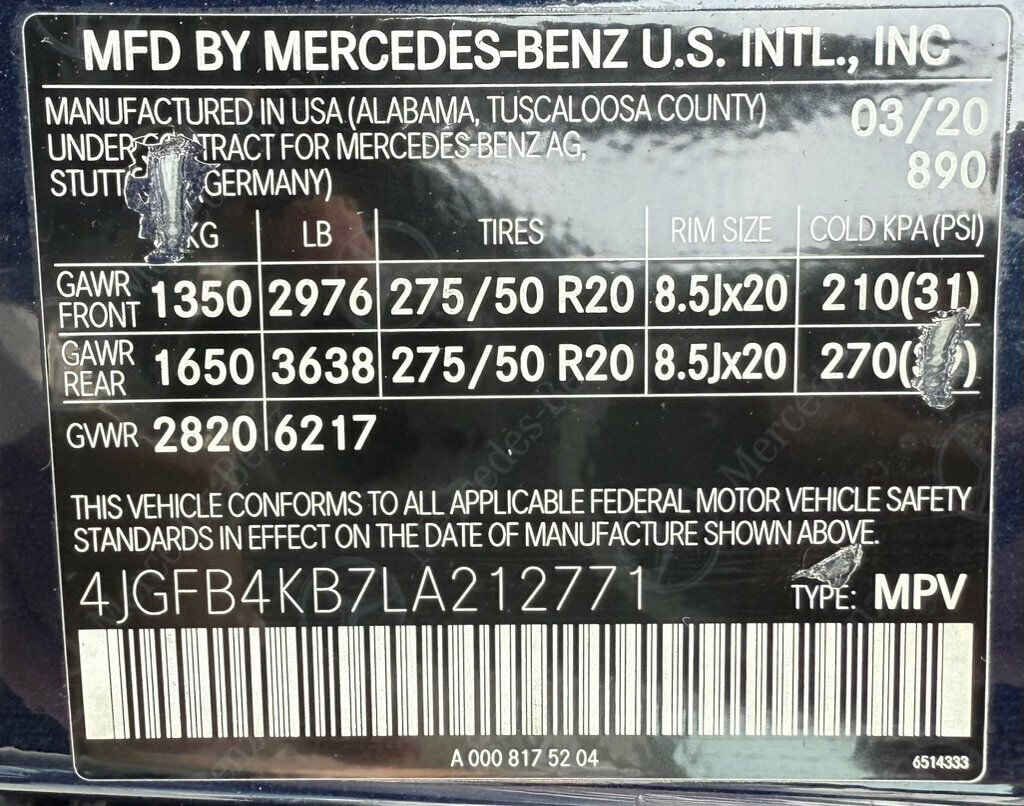 MFD BY MERCEDES-BENZ U.S. INTL., INC
MANUFACTURED IN USA (ALABAMA, TUSCALOOSA COUNTY) 03/20
UNDER FOR MERCEDES-BENZ AG, 890
(GERMANY)
KG LB TIRES RIM SIZE COLD KPA (PSI)
GAWR FRONT 1350 2976 275/50 R20 8.5Jx20 210(31)
GAWR REAR 1650 3638 275/50 R20 8.5Jx20
GVWR 2820 6217
THIS VEHICLE CONFORMS TO ALL APPLICABLE FEDERAL MOTOR VEHICLE SAFETY
STANDARDS IN EFFECT ON THE DATE OF MANUFACTURE SHOWN ABOVE.
4JGFB4KB7LA212771 TYPE: MPV
A 000 817 52 04 6514333